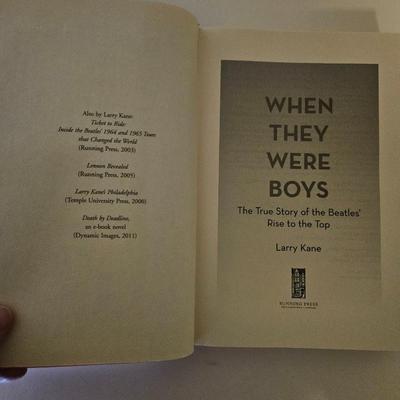 Also by Larry Kane:
Ticket to Ride:
Inside the Beatles' 1964 and 1965 Tours
that Changed the World
(Running Press, 2003)
Lennon Revealed
(Running Press, 2005)
Larry Kane's Philadelphia
(Temple University Press, 2000)
Death by Deadline,
an e-book novel
(Dynamic Images, 2011)
WHEN
THEY
WERE
BOYS
The True Story of the Beatles'
Rise to the Top
Larry Kane
RUNNING PRESS